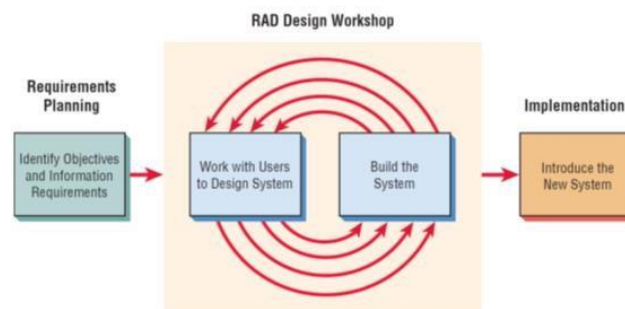 RAD Design Workshop
Requirements
Planning
Identify Objectives
and Information
Requirements
Work with Users
to Design System
Build the
System
Implementation
Introduce the
New System